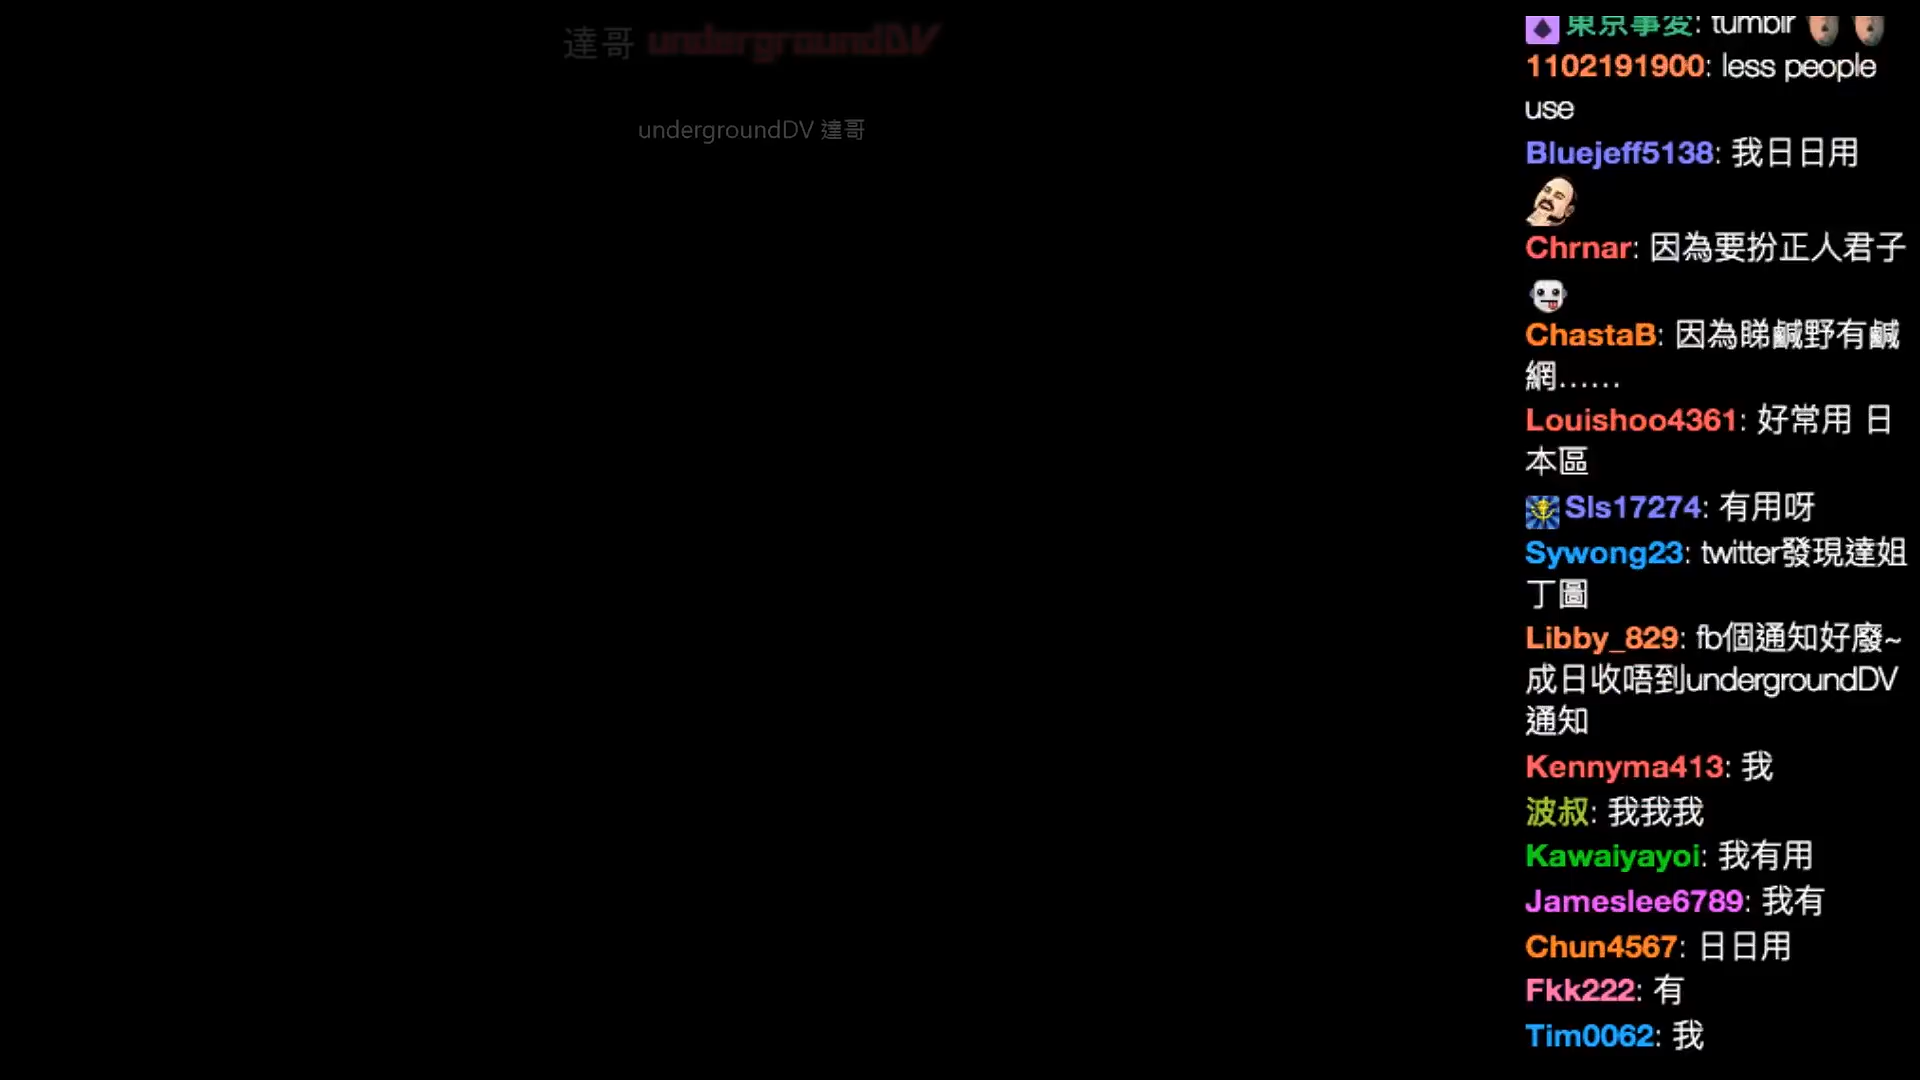 達哥 undergroundDV
undergroundDV 達哥
東京事変: tumblr
1102191900: less people
use
Bluejeff5138: 我日日用
Chrnar: 因為要扮正人君子
ChastaB: 因為睇鹹野有鹹
網……
Louishoo4361: 好常用 日
本區
Sls17274: 有用呀
Sywong23: twitter發現達姐
丁圖
Libby_829: fb個通知好廢~
成日收唔到undergroundDV
通知
Kennyma413: 我
波叔: 我我我
Kawaiyayoi: 我有用
Jameslee6789: 我有
Chun4567: 日日用
Fkk222: 有
Tim0062: 我